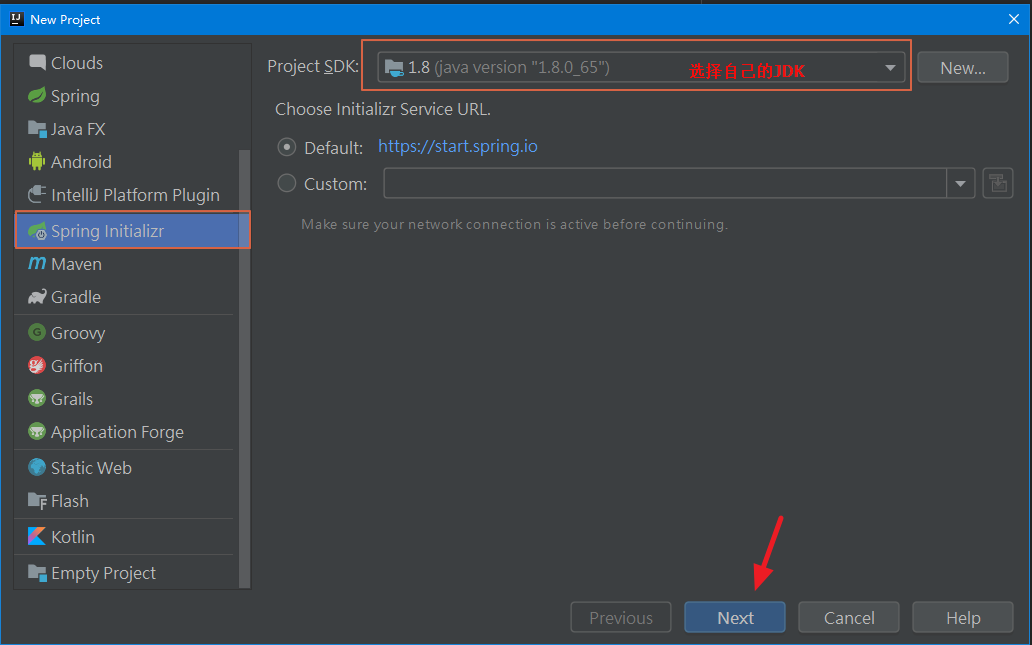 New Project
Clouds
Spring
Java FX
Android
IntelliJ Platform Plugin
Spring Initializr
Maven
Gradle
Groovy
Griffon
Grails
Application Forge
Static Web
Flash
Kotlin
Empty Project
Project SDK: 1.8 (java version "1.8.0_65") 选择自己的JDK New...
Choose Initializr Service URL.
Default: https://start.spring.io
Custom:
Make sure your network connection is active before continuing.
Previous Next Cancel Help